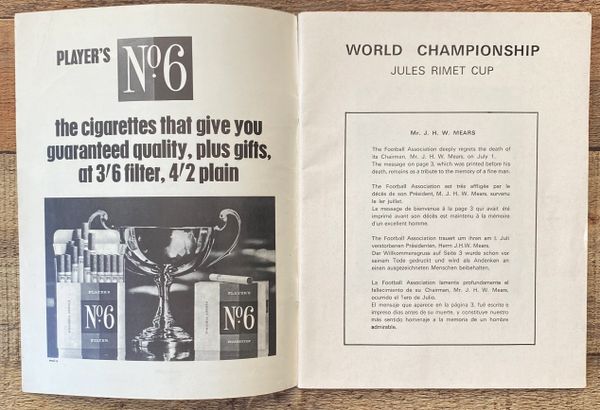 PLAYER'S No6
the cigarettes that give you
guaranteed quality, plus gifts,
at 3/6 filter, 4/2 plain
PLAYER'S
No6
FILTER
PLAYER'S
No6
WORLD CHAMPIONSHIP
JULES RIMET CUP
Mr. J. H. W. MEARS
The Football Association deeply regrets the death of
its Chairman, Mr. J. H. W. Mears, on July 1.
The message on page 3, which was printed before his
death, remains as a tribute to the memory of a fine man.
The Football Association est très affligée par le
décès de son Président, M. J. H. W. Mears, survenu
le ler juillet.
Le message de bienvenue à la page 3 qui avait été
imprimé avant son décès est maintenu à la mémoire
d'un excellent homme.
The Football Association trauert um ihren am I. Juli
verstorbenen Präsidenten, Herrn J.H.W. Mears.
Der Willkommensgruss auf Seite 3 wurde schon vor
seinem Tode gedruckt und wird als Andenken an
einen ausgezeichneten Menschen beibehalten.
La Football Association lamenta profundamente el
fallecimiento de su Chairman, Mr. J. H. W. Mears,
ocurrido el 1ero de Julio.
El mensaje que aparece en la página 3, fué escrito e
impreso días antes de su muerte, y constituye nuestro
más sentido homenaje a la memoria de un hombre
admirable.